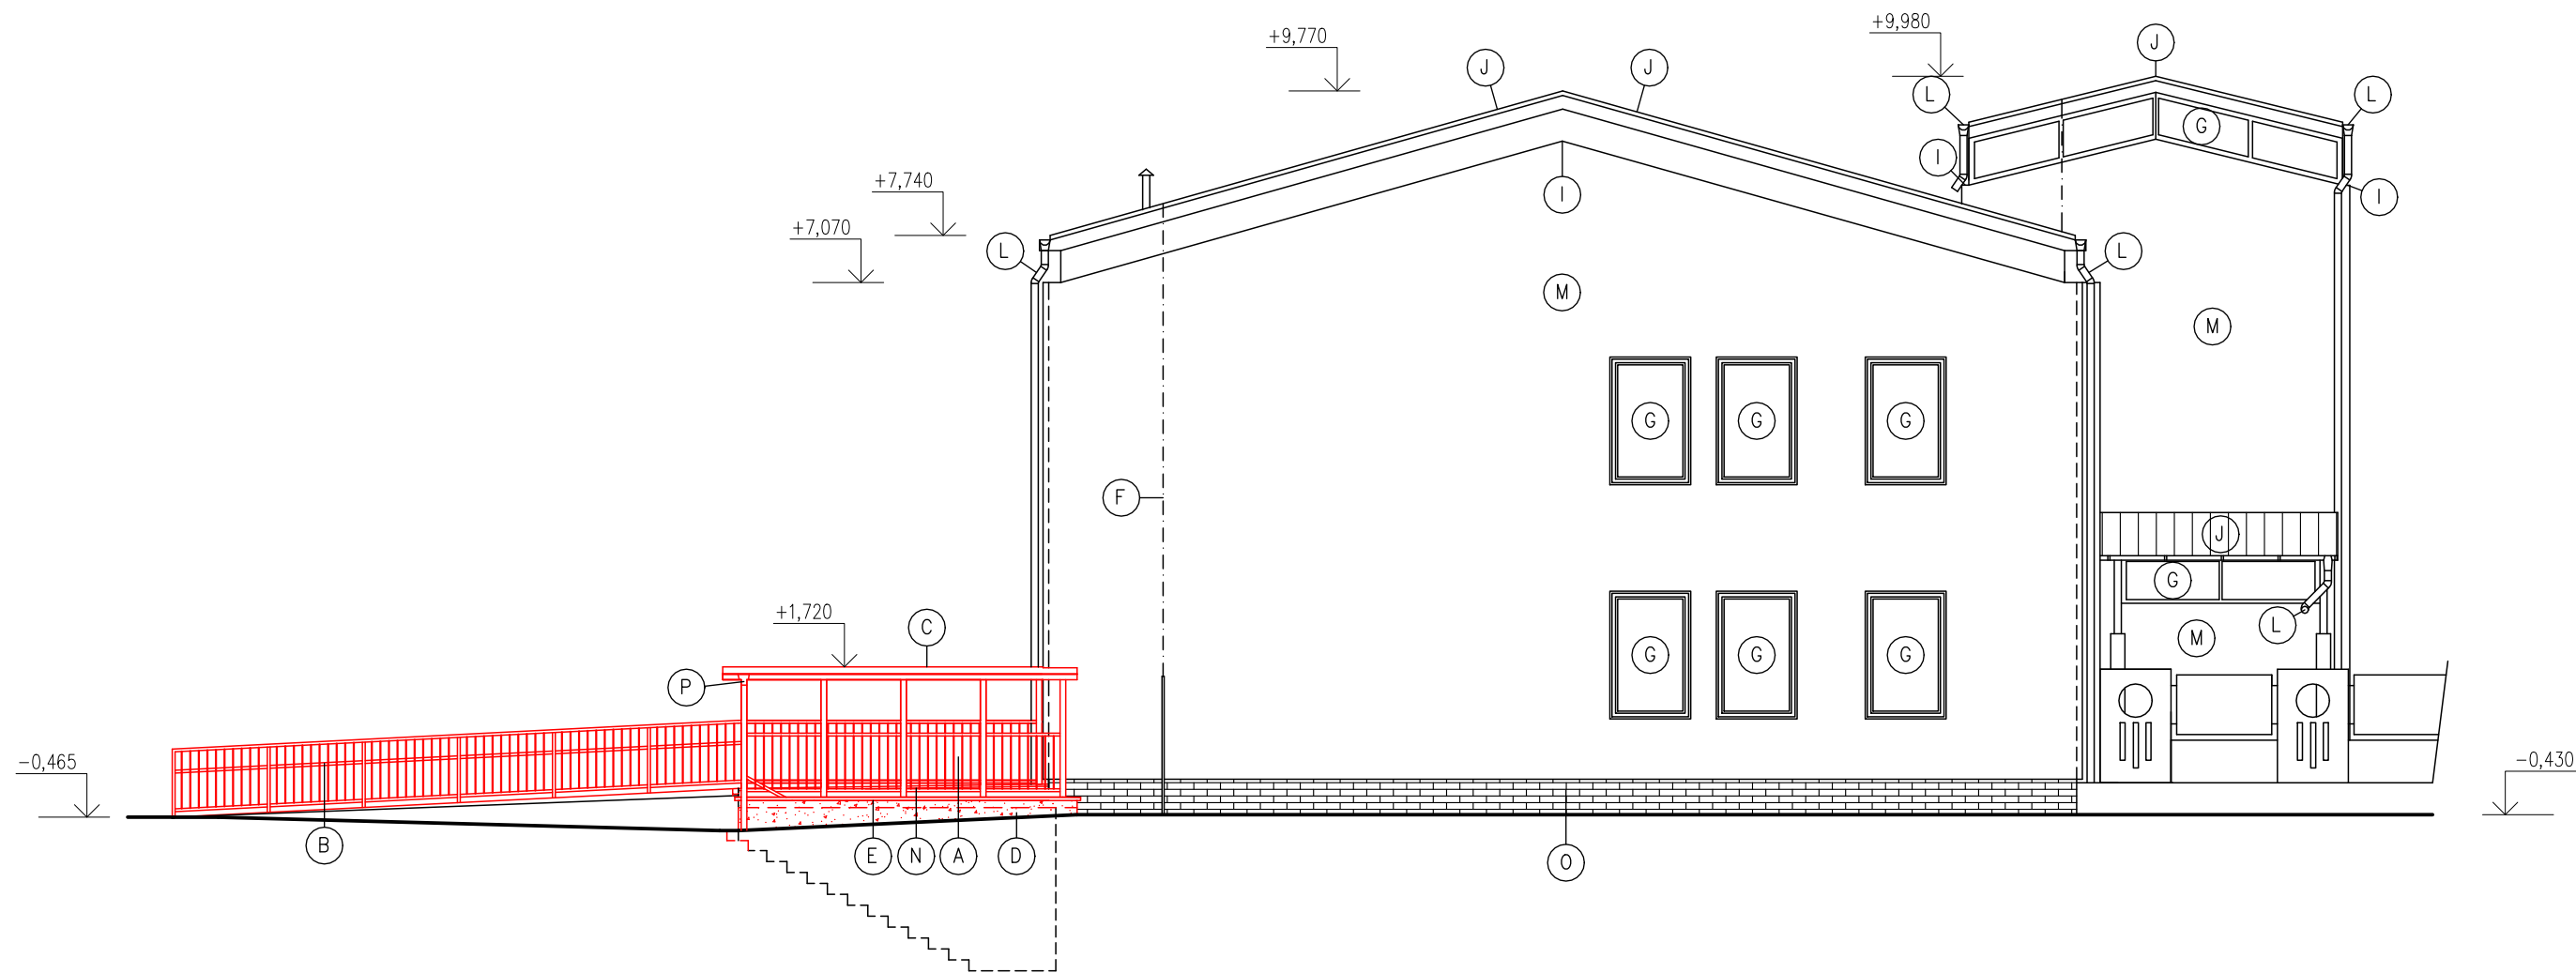 +9,980
J
+9,770
J
J
L
L
G
I
+7,740
I
I
+7,070
L
L
M
M
G
G
G
F
J
G
+1,720
C
L
M
G
G
G
P
-0,465
-0,430
B
E
N
A
D
O